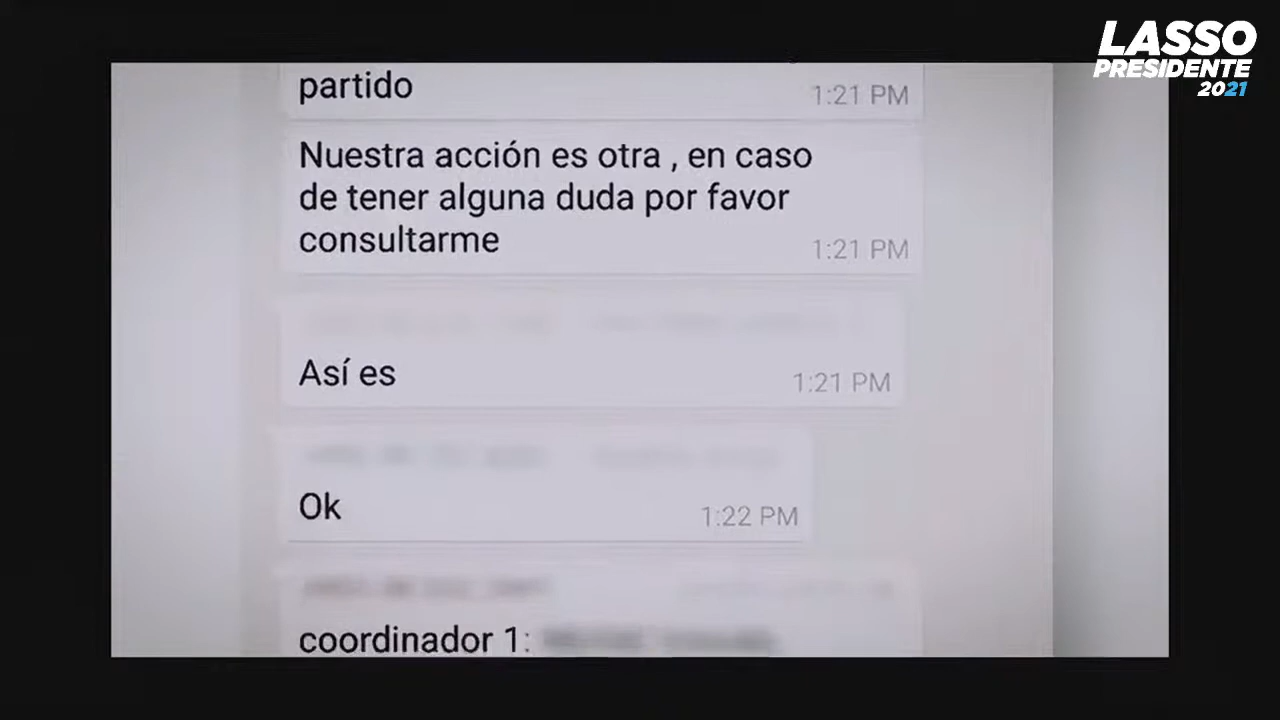 LASSO
PRESIDENTE
2021
partido
1:21 PM
Nuestra acción es otra , en caso
de tener alguna duda por favor
consultarme
1:21 PM
Así es
1:21 PM
Ok
1:22 PM
coordinador 1: